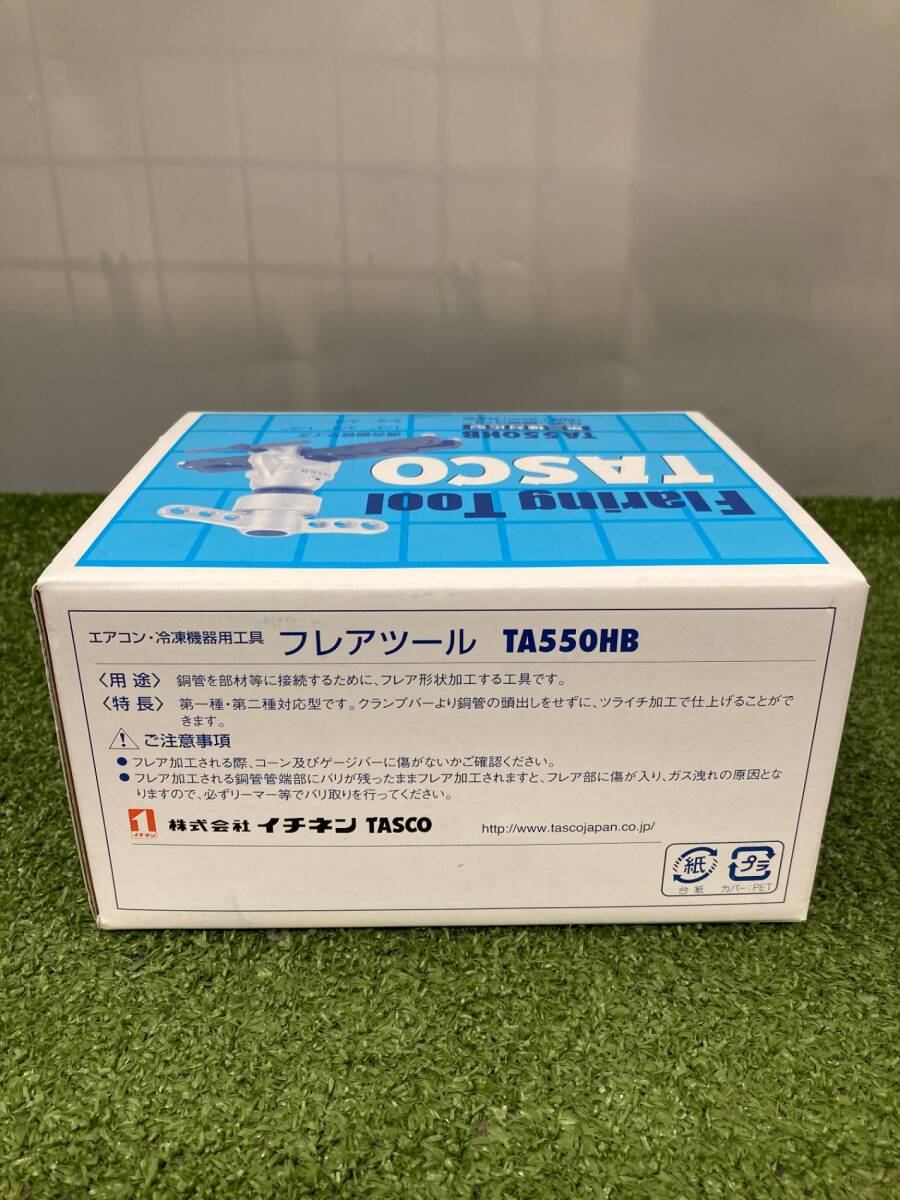 Flaring Tool
TASCO
TA550HB
適合銅管サイズ
エアコン・冷凍機器用工具 フレアツール TA550HB
〈用 途〉 銅管を部材等に接続するために、フレア形状加工する工具です。
〈特 長〉 第一種・第二種対応型です。クランプバーより銅管の頭出しをせずに、ツライチ加工で仕上げることがで
きます。
ご注意事項
● フレア加工される際、コーン及びゲージバーに傷がないかご確認ください。
● フレア加工される銅管管端部にバリが残ったままフレア加工されますと、フレア部に傷が入り、ガス洩れの原因とな
りますので、必ずリーマー等でバリ取りを行ってください。
1 イチネン 株式会社 イチネン TASCO http://www.tascojapan.co.jp/
紙 プラ
台 紙 カバー：PET